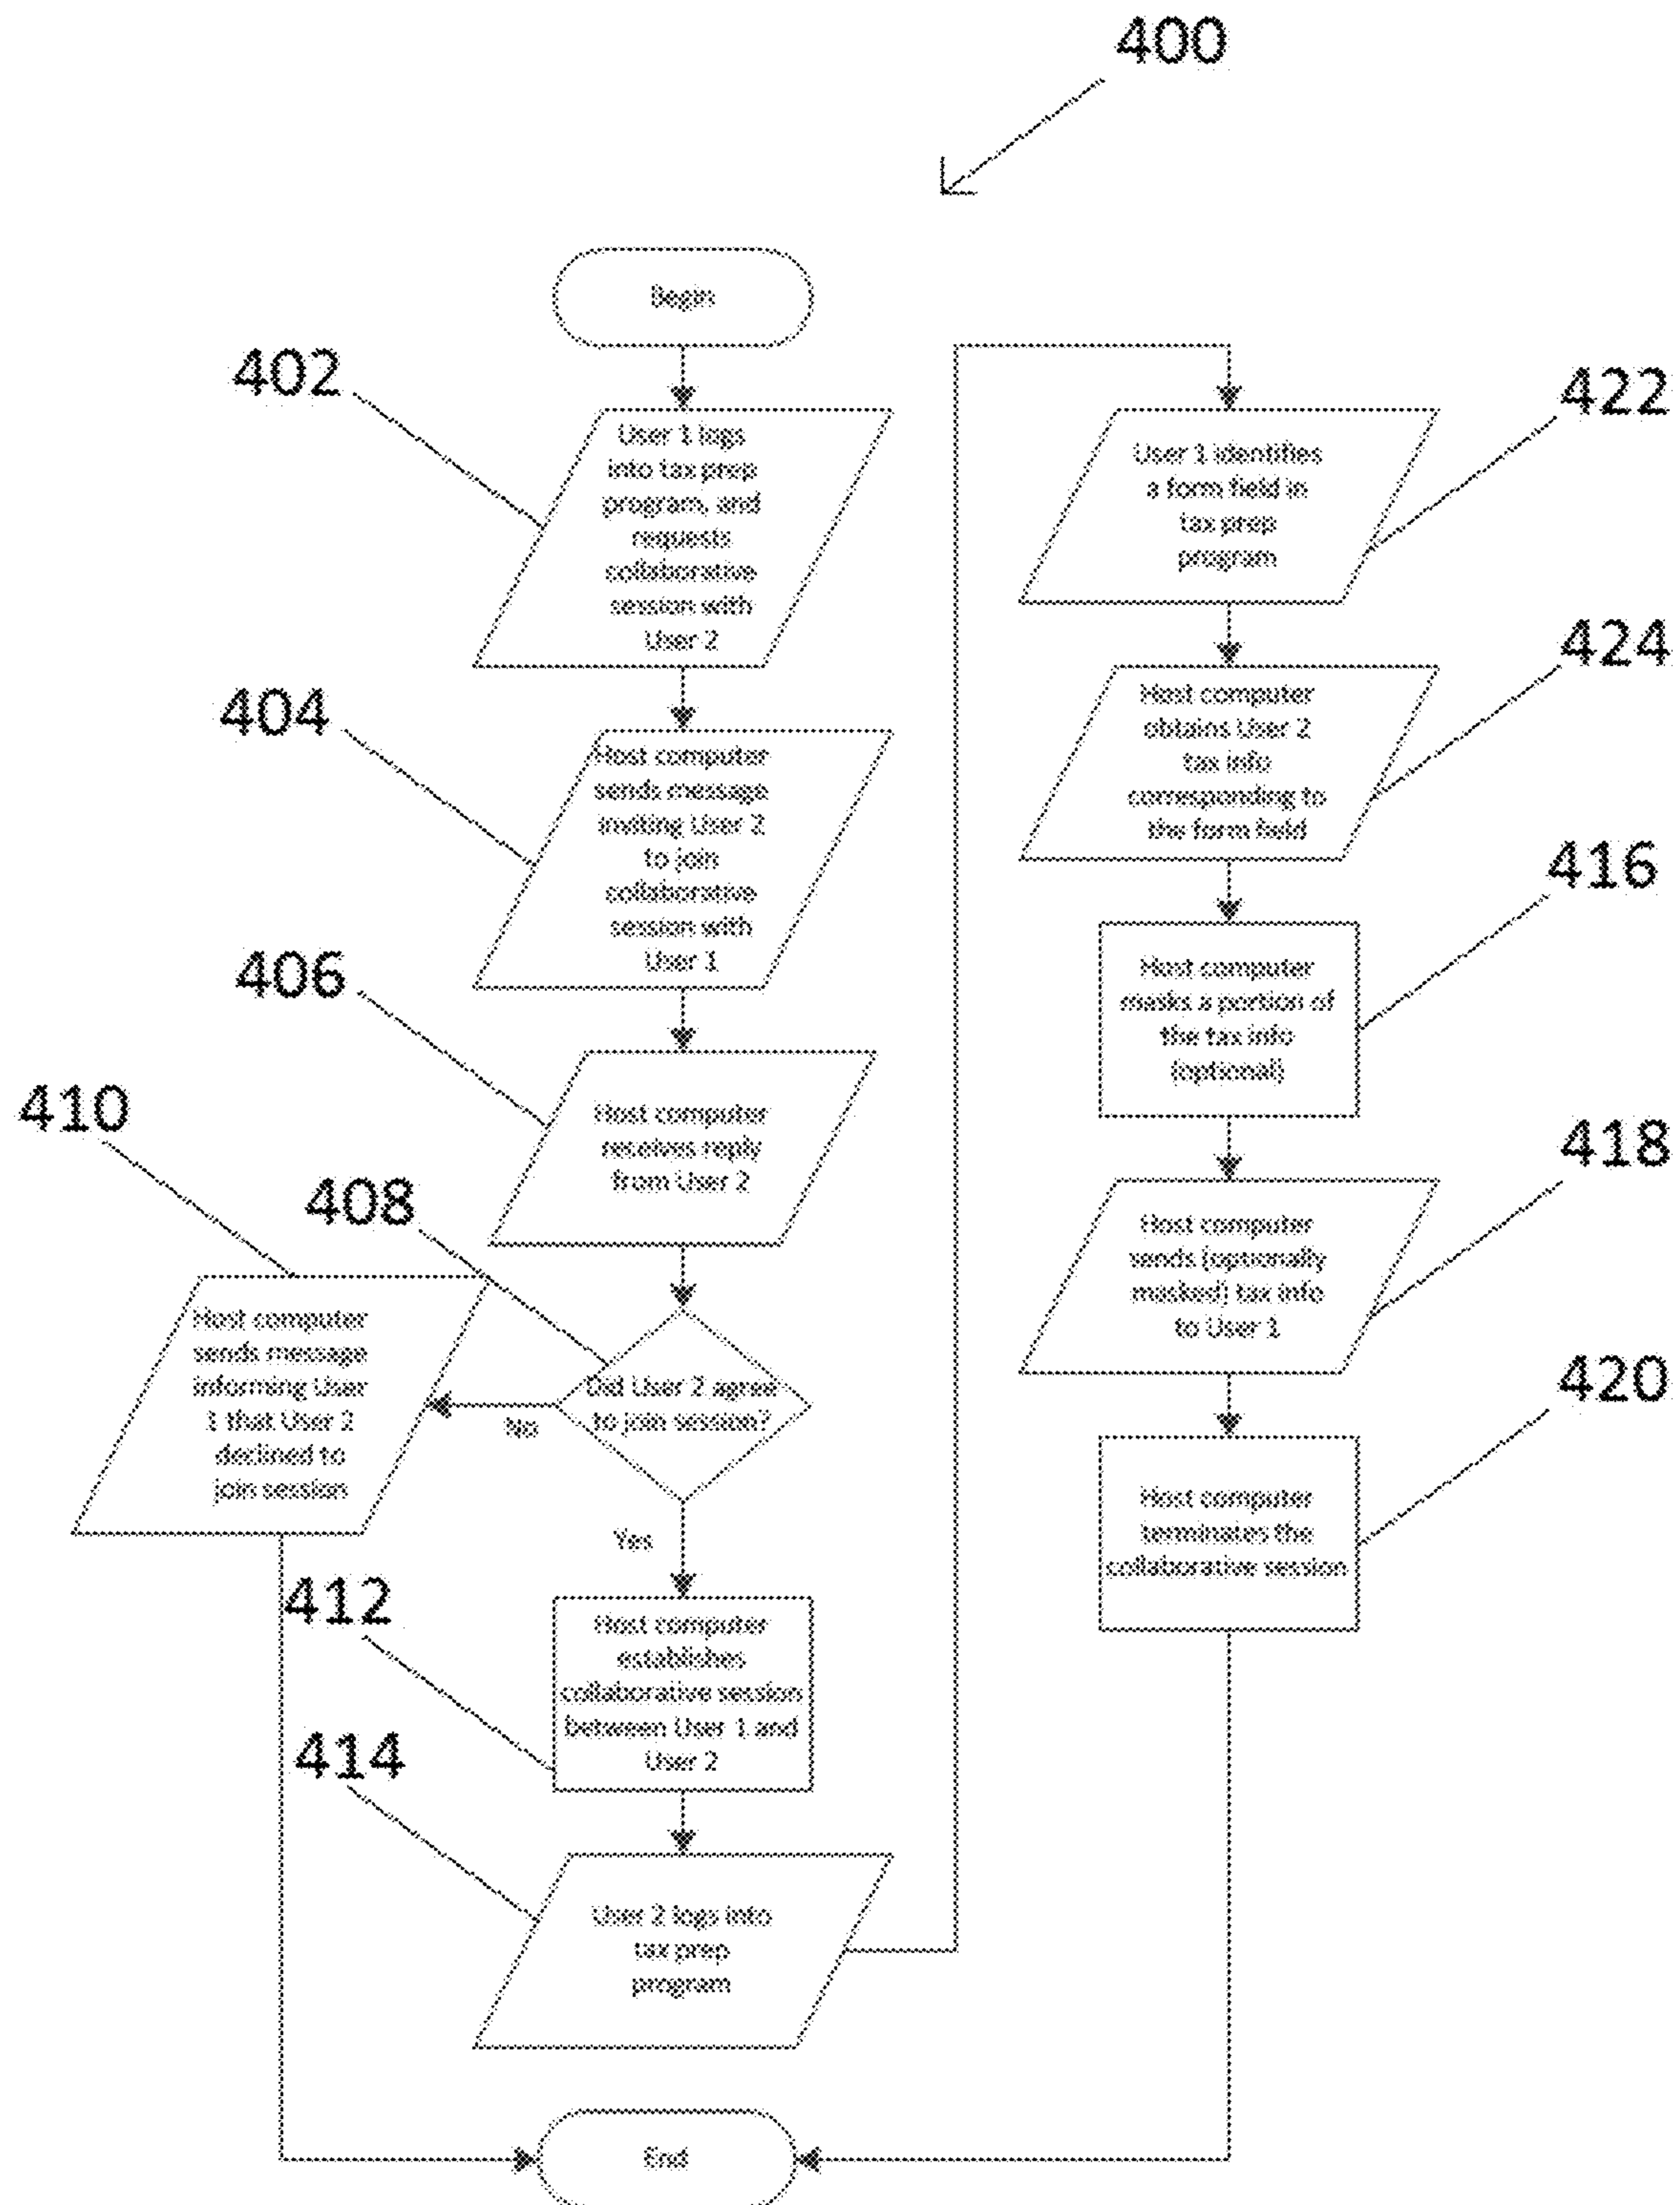 400
Begin
402
User 1 logs
into tax prep
program, and
requests
collaborative
session with
User 2
404
Host computer
sends message
inviting User 2
to join
collaborative
session with
User 1
406
Host computer
receives reply
from User 2
408
Did User 2 agree
to join session?
No
410
Host computer
sends message
informing User
1 that User 2
declined to
join session
Yes
412
Host computer
establishes
collaborative session
between User 1 and
User 2
414
User 2 logs into
tax prep
program
422
User 1 identifies
a form field in
tax prep
program
424
Host computer
obtains User 2
tax info
corresponding to
the form field
416
Host computer
masks a portion of
the tax info
(optional)
418
Host computer
sends (optionally
masked) tax info
to User 1
420
Host computer
terminates the
collaborative session
End